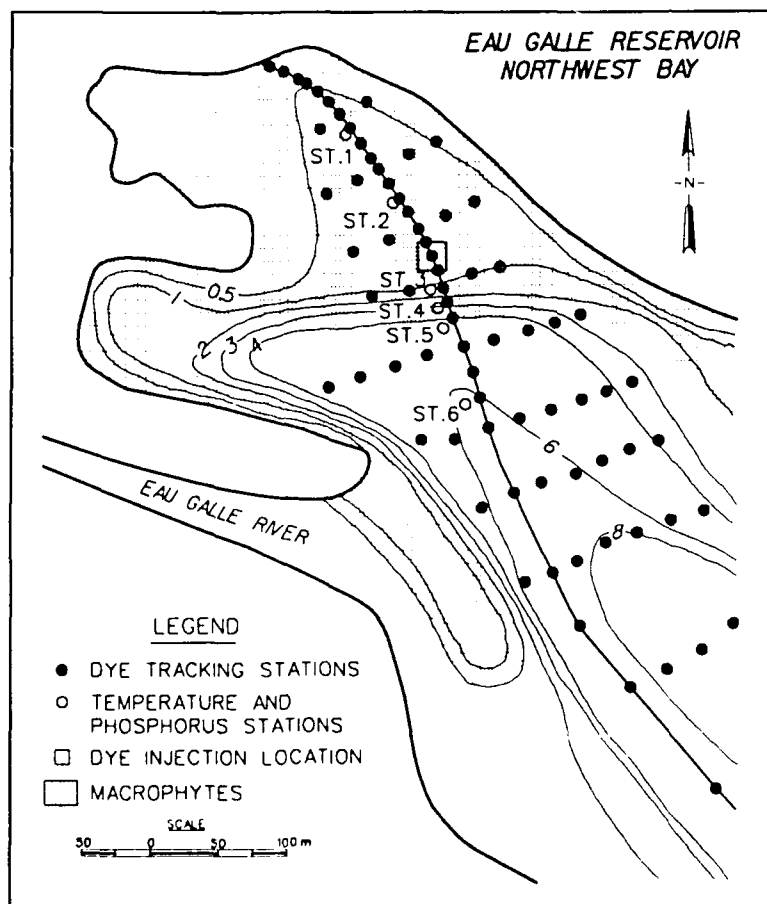 EAU GALLE RESERVOIR
NORTHWEST BAY
-N-
ST.1
ST.2
ST.
0.5
1
ST.4
ST.5
2
3
4
ST.6
6
8
EAU GALLE RIVER
LEGEND
DYE TRACKING STATIONS
TEMPERATURE AND
PHOSPHORUS STATIONS
DYE INJECTION LOCATION
MACROPHYTES
SCALE
50 0 50 100 m